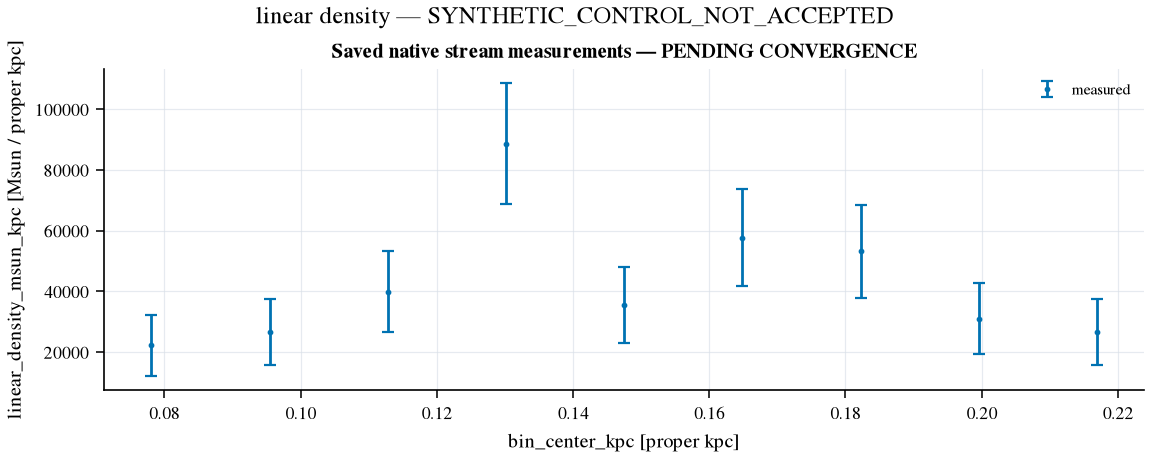 linear density — SYNTHETIC_CONTROL_NOT_ACCEPTED
Saved native stream measurements — PENDING CONVERGENCE
linear_density_msun_kpc [Msun / proper kpc]
100000
80000
60000
40000
20000
measured
0.08
0.10
0.12
0.14
0.16
0.18
0.20
0.22
bin_center_kpc [proper kpc]